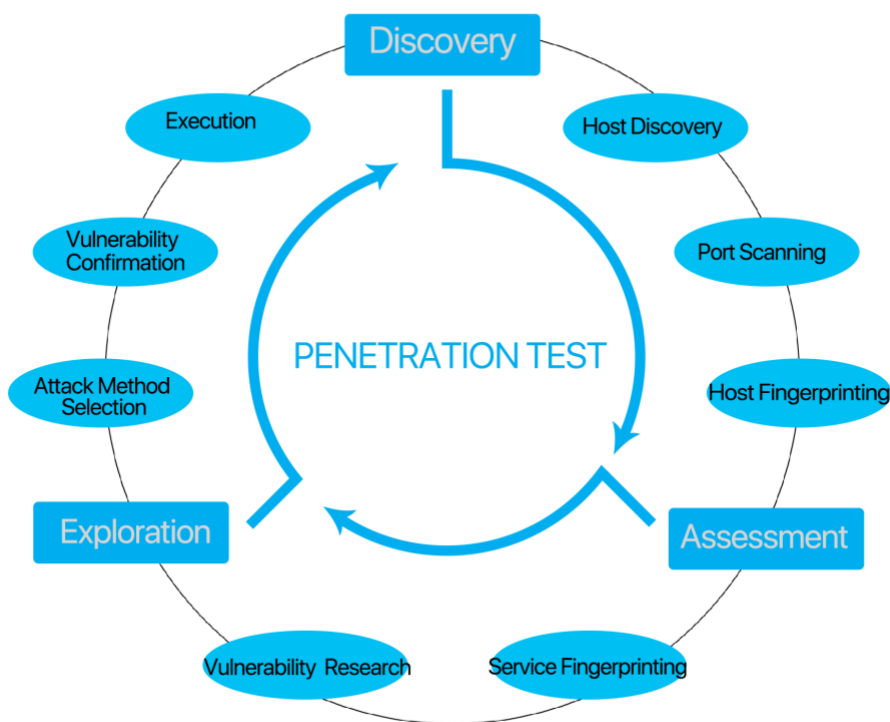 Discovery
Execution
Host Discovery
Vulnerability
Confirmation
Port Scanning
PENETRATION TEST
Attack Method
Selection
Host Fingerprinting
Exploration
Assessment
Vulnerability Research
Service Fingerprinting